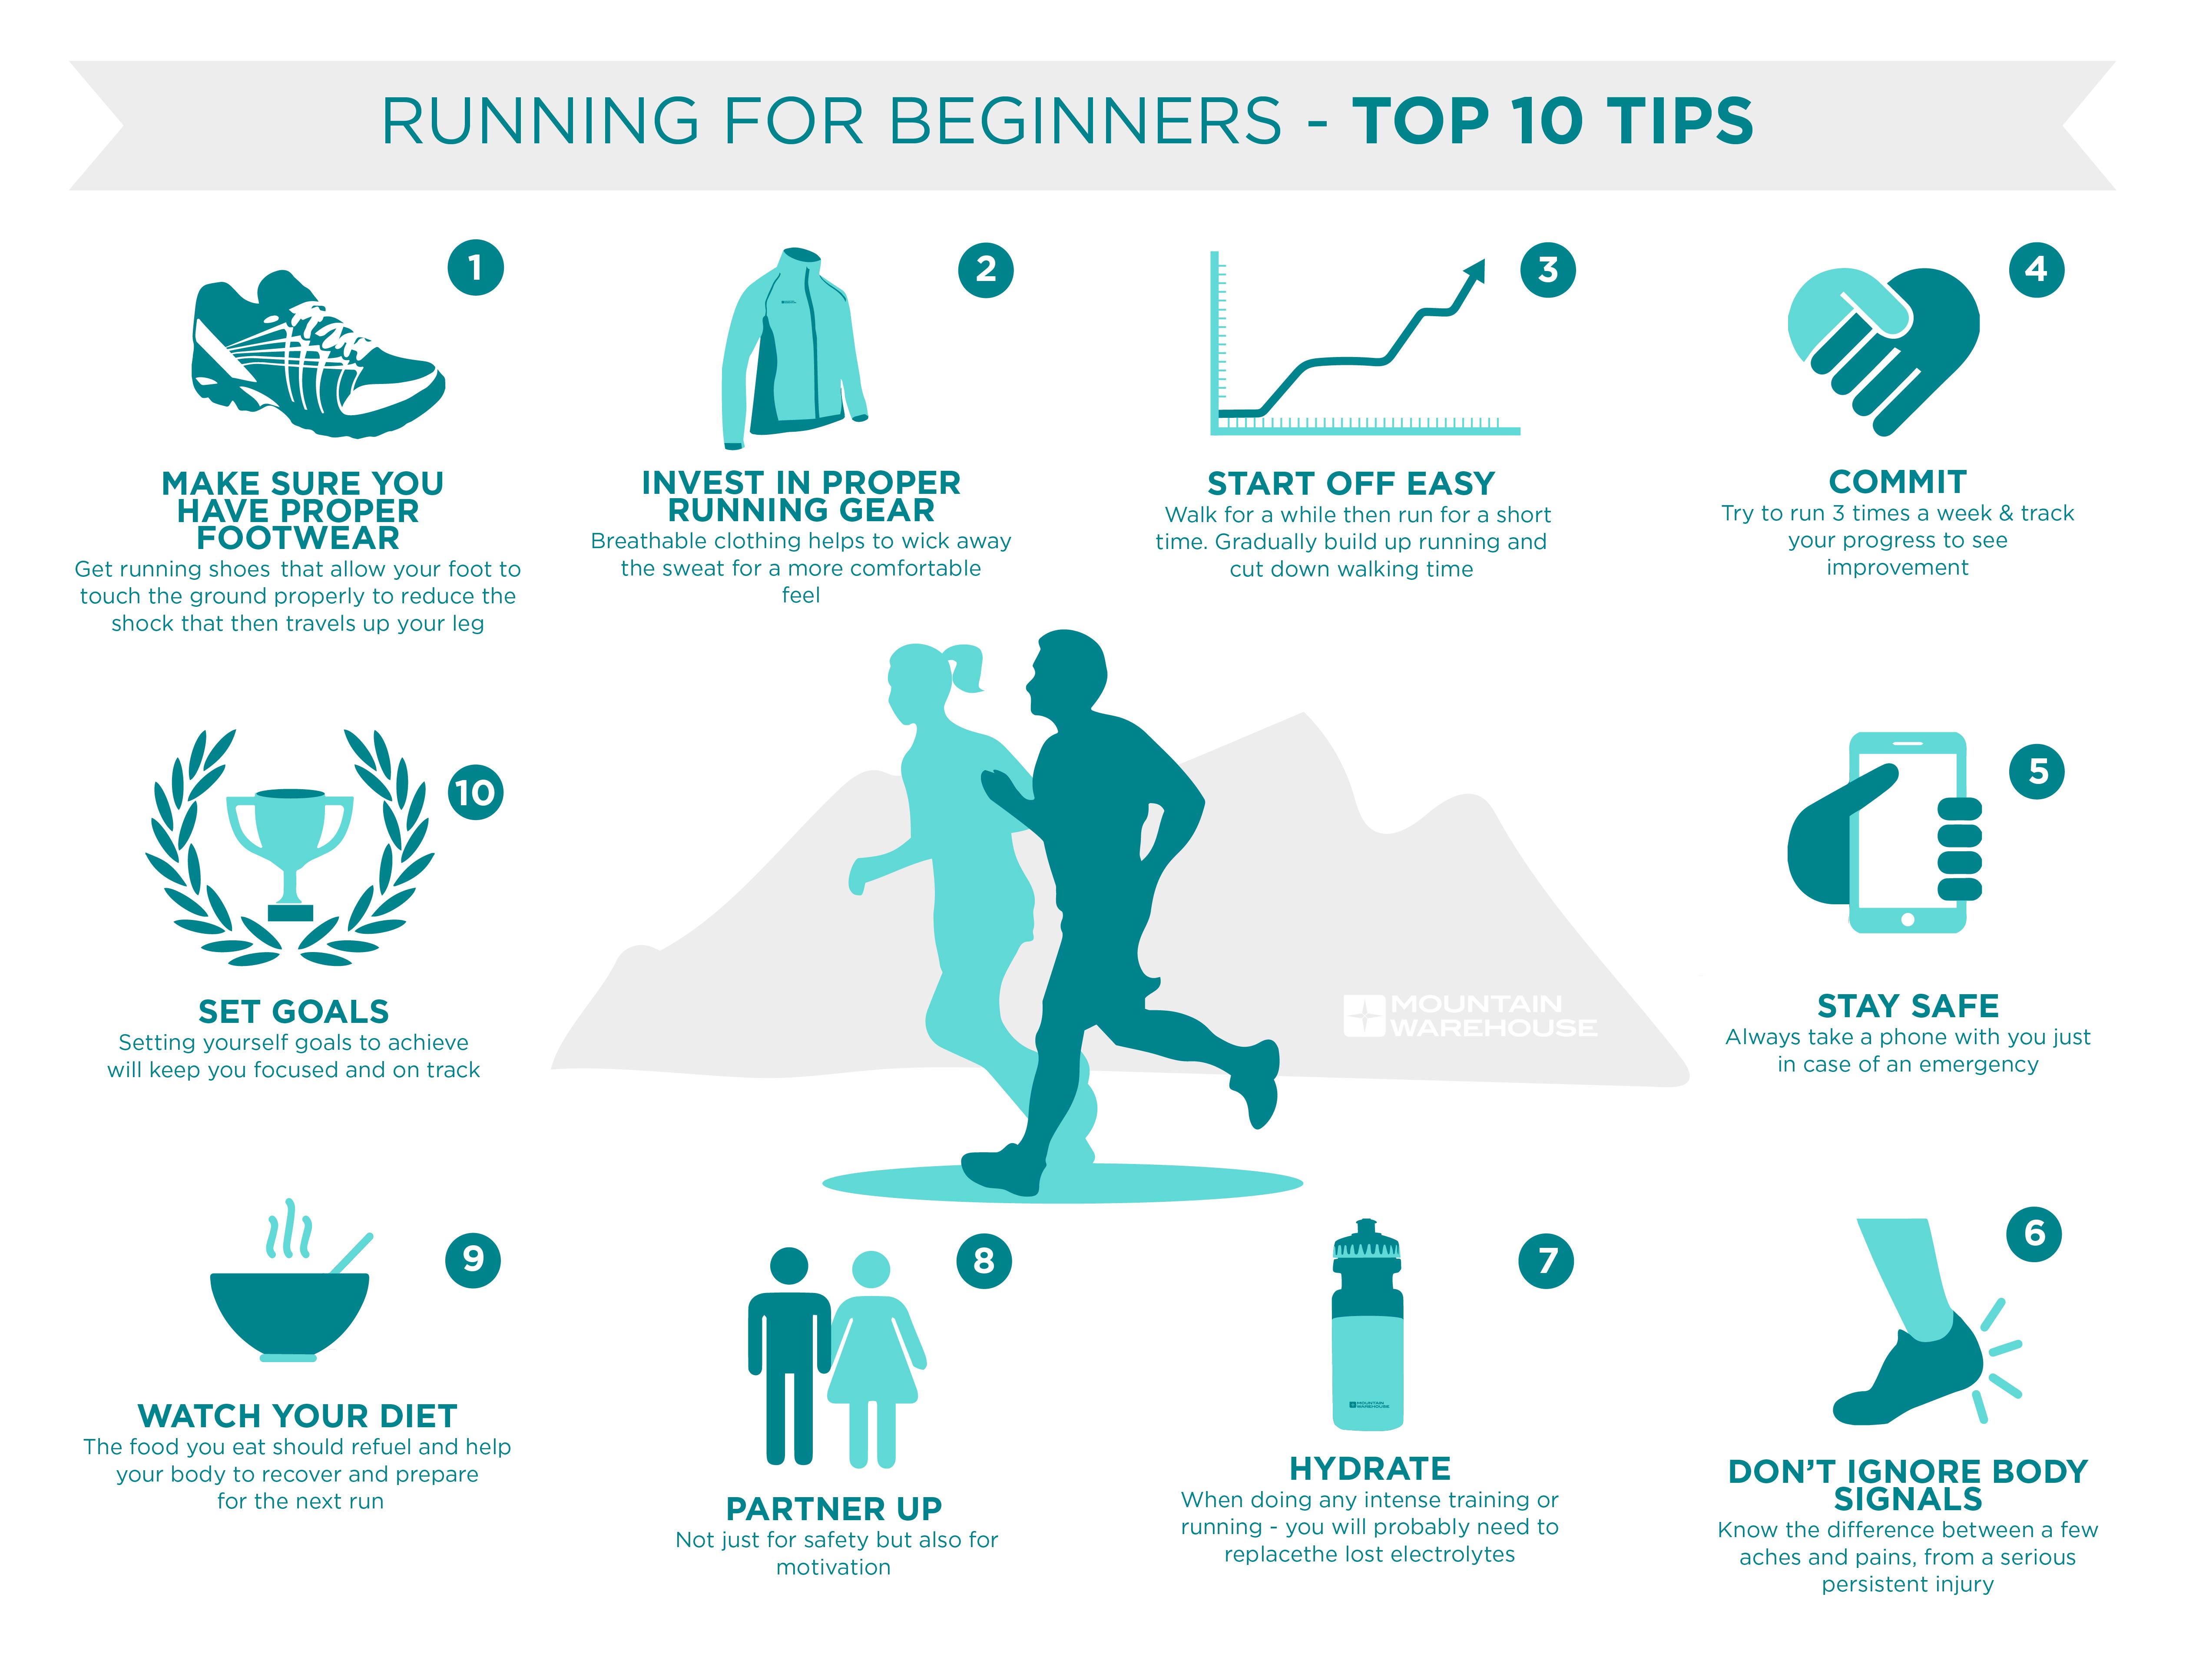 RUNNING FOR BEGINNERS - TOP 10 TIPS
1
MAKE SURE YOU
HAVE PROPER
FOOTWEAR
Get running shoes that allow your foot to
touch the ground properly to reduce the
shock that then travels up your leg
2
INVEST IN PROPER
RUNNING GEAR
Breathable clothing helps to wick away
the sweat for a more comfortable
feel
3
START OFF EASY
Walk for a while then run for a short
time. Gradually build up running and
cut down walking time
4
COMMIT
Try to run 3 times a week & track
your progress to see
improvement
5
STAY SAFE
Always take a phone with you just
in case of an emergency
6
DON'T IGNORE BODY
SIGNALS
Know the difference between a few
aches and pains, from a serious
persistent injury
7
MOUNTAIN
WAREHOUSE
HYDRATE
When doing any intense training or
running - you will probably need to
replacethe lost electrolytes
8
PARTNER UP
Not just for safety but also for
motivation
9
WATCH YOUR DIET
The food you eat should refuel and help
your body to recover and prepare
for the next run
10
SET GOALS
Setting yourself goals to achieve
will keep you focused and on track
MOUNTAIN
WAREHOUSE